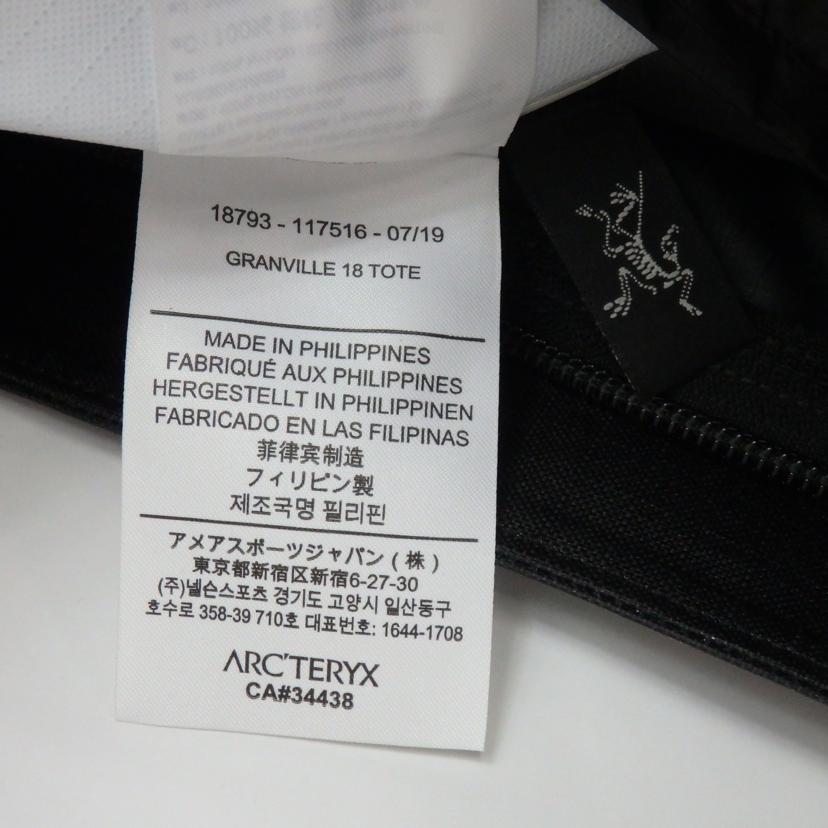 18793 - 117516 - 07/19
GRANVILLE 18 TOTE
MADE IN PHILIPPINES
FABRIQUÉ AUX PHILIPPINES
HERGESTELLT IN PHILIPPINEN
FABRICADO EN LAS FILIPINAS
菲律宾制造
フィリピン製
제조국명 필리핀
アメアスポーツジャパン ( 株 )
東京都新宿区新宿6-27-30
(주)넬슨스포츠 경기도 고양시 일산동구
호수로 358-39 710호 대표번호: 1644-1708
ARC'TERYX
CA#34438